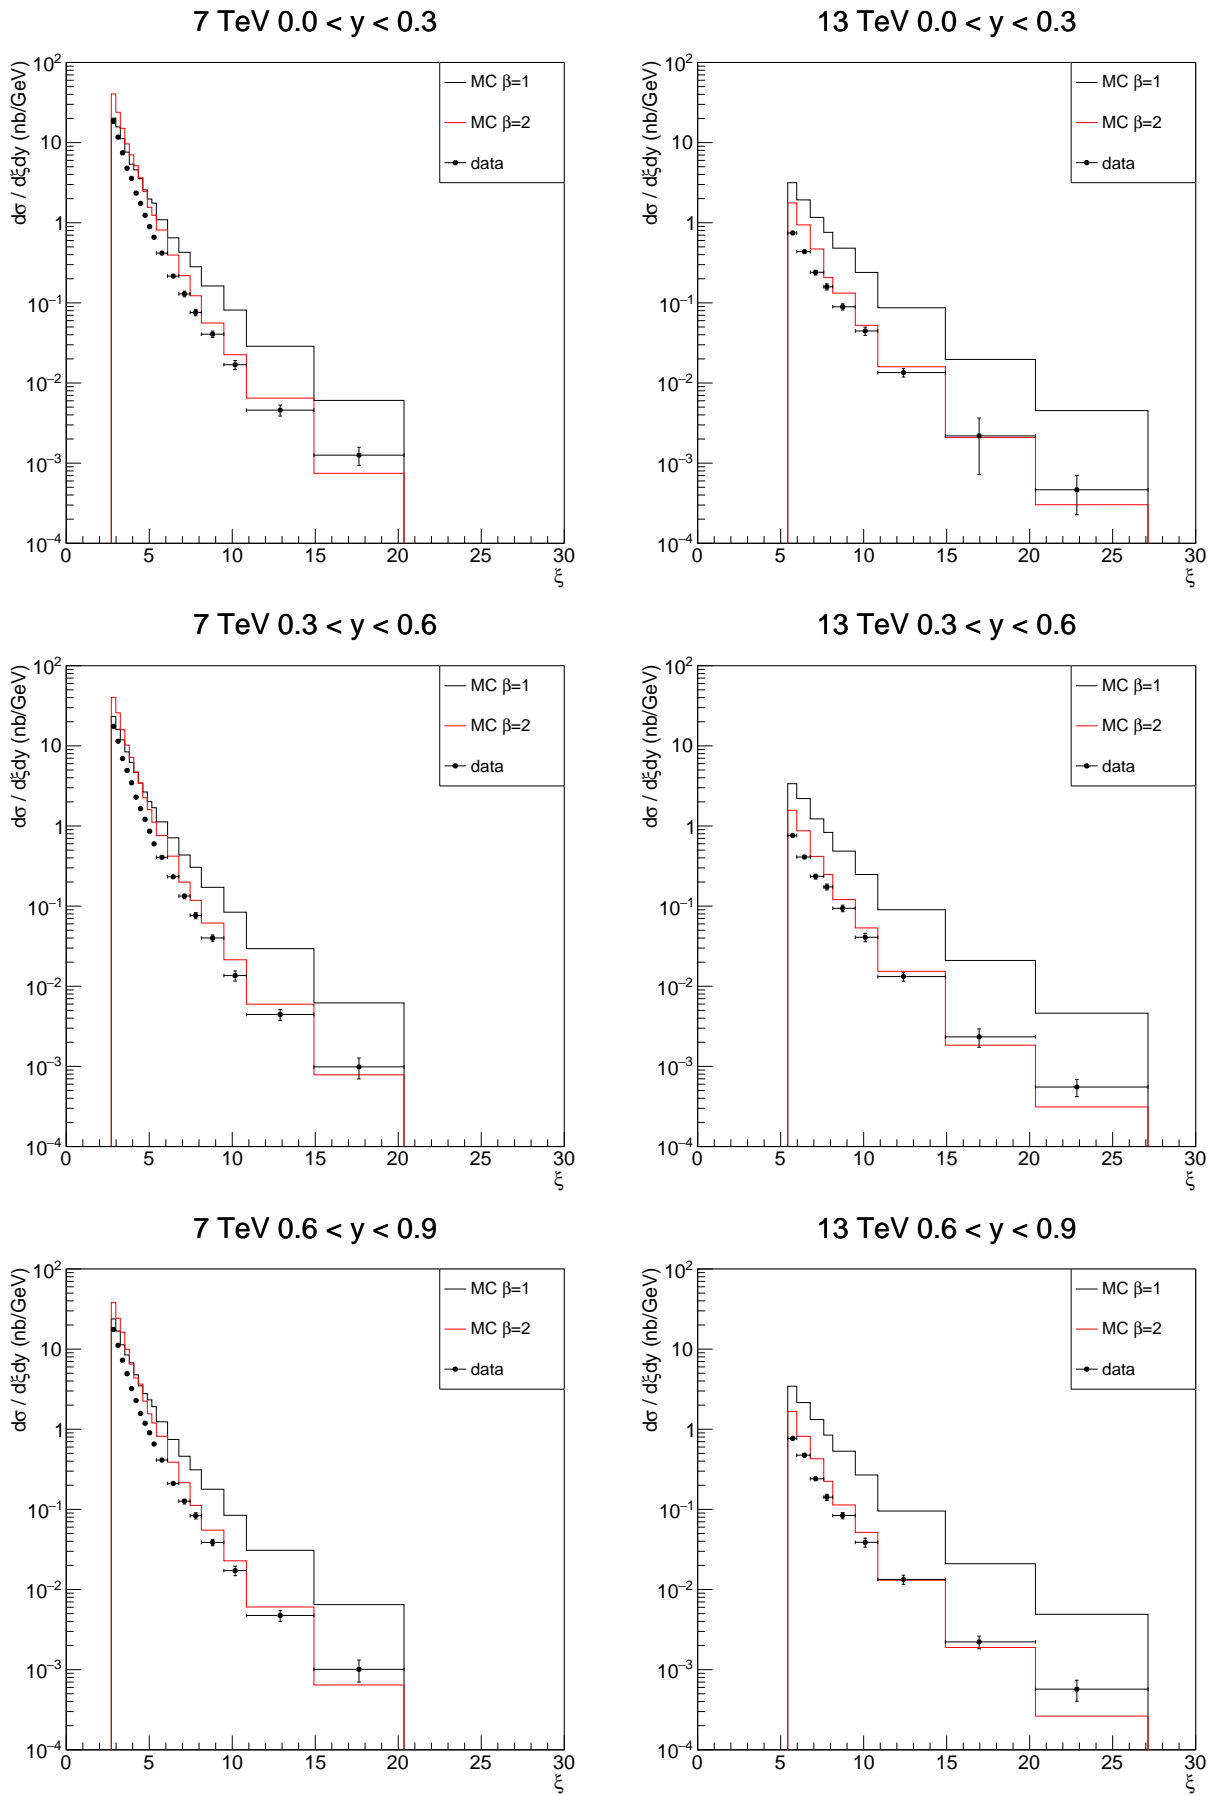 7 TeV 0.0 < y < 0.3
dσ / dξdy (nb/GeV)
10²
10
1
10⁻¹
10⁻²
10⁻³
10⁻⁴
MC β=1
MC β=2
data
0 5 10 15 20 25 30
ξ
13 TeV 0.0 < y < 0.3
dσ / dξdy (nb/GeV)
10²
10
1
10⁻¹
10⁻²
10⁻³
10⁻⁴
MC β=1
MC β=2
data
0 5 10 15 20 25 30
ξ
7 TeV 0.3 < y < 0.6
dσ / dξdy (nb/GeV)
10²
10
1
10⁻¹
10⁻²
10⁻³
10⁻⁴
MC β=1
MC β=2
data
0 5 10 15 20 25 30
ξ
13 TeV 0.3 < y < 0.6
dσ / dξdy (nb/GeV)
10²
10
1
10⁻¹
10⁻²
10⁻³
10⁻⁴
MC β=1
MC β=2
data
0 5 10 15 20 25 30
ξ
7 TeV 0.6 < y < 0.9
dσ / dξdy (nb/GeV)
10²
10
1
10⁻¹
10⁻²
10⁻³
10⁻⁴
MC β=1
MC β=2
data
0 5 10 15 20 25 30
ξ
13 TeV 0.6 < y < 0.9
dσ / dξdy (nb/GeV)
10²
10
1
10⁻¹
10⁻²
10⁻³
10⁻⁴
MC β=1
MC β=2
data
0 5 10 15 20 25 30
ξ